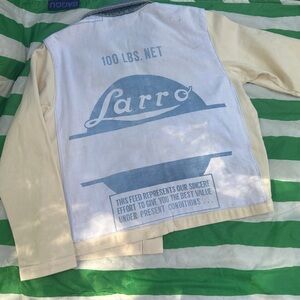 100 LBS. NET
Larro
THIS FEED REPRESENTS OUR SINCERE
EFFORT TO GIVE YOU THE BEST VALUE
UNDER PRESENT CONDITIONS . . .